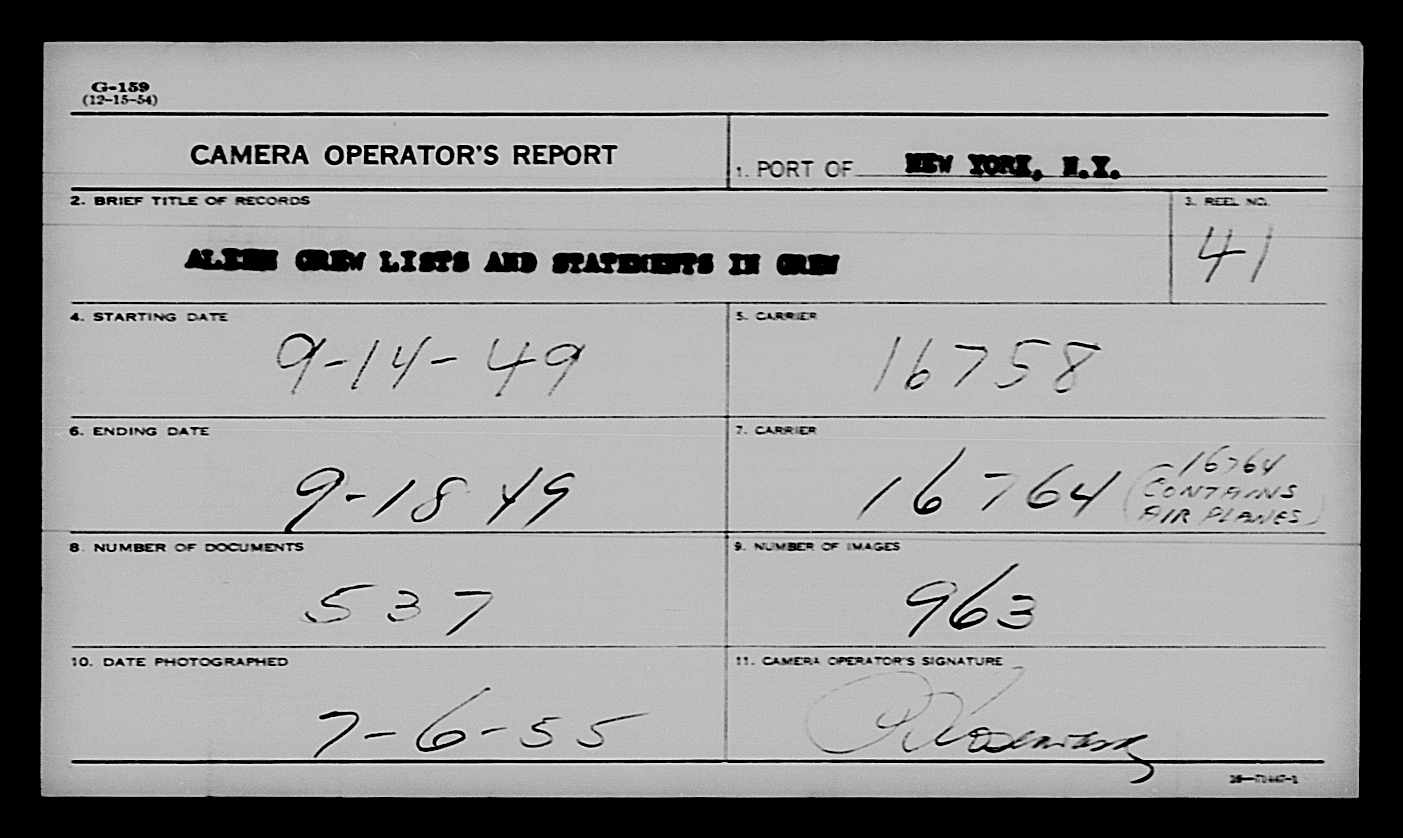 G-159
(12-15-54)
CAMERA OPERATOR'S REPORT
1. PORT OF NEW YORK, N.Y.
2. BRIEF TITLE OF RECORDS
3. REEL NO.
ALIEN CREW LISTS AND STATEMENTS IN CREW
41
4. STARTING DATE
5. CARRIER
9-14-49
16758
6. ENDING DATE
7. CARRIER
9-18 49
16764 (16764
CONTAINS
AIR PLANES)
8. NUMBER OF DOCUMENTS
9. NUMBER OF IMAGES
537
963
10. DATE PHOTOGRAPHED
11. CAMERA OPERATOR'S SIGNATURE
7-6-55
16-71447-1